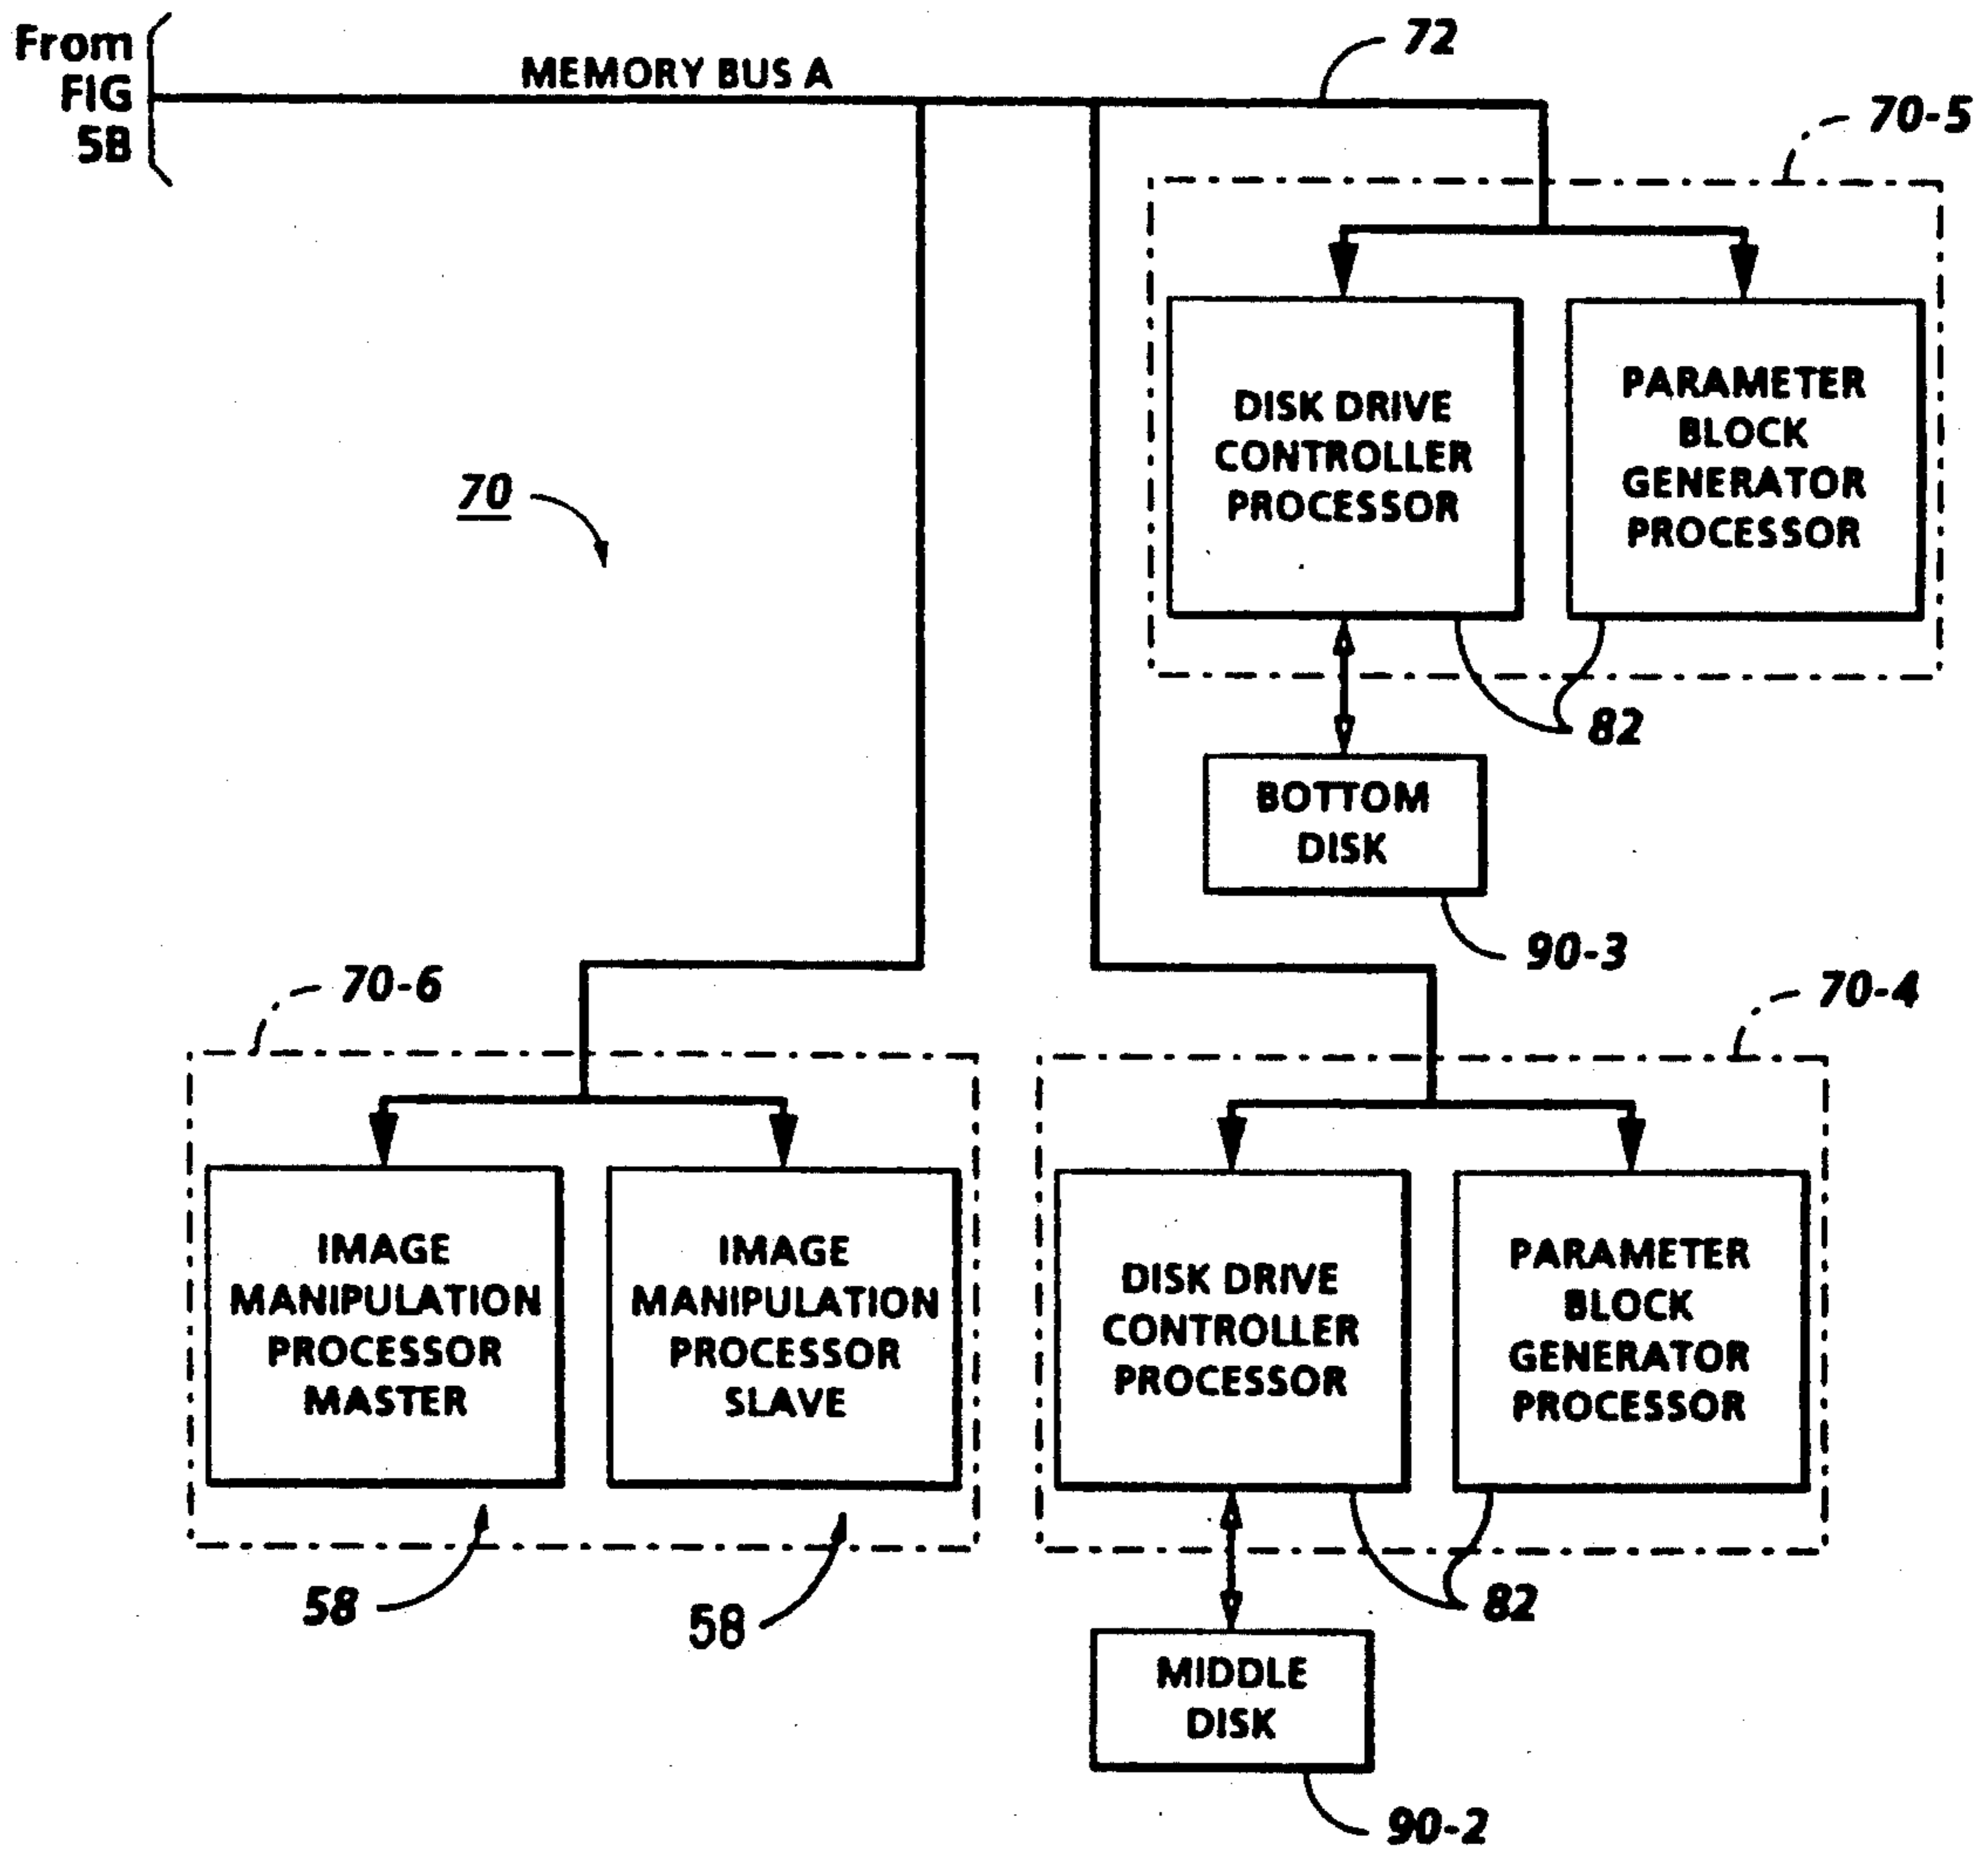 From
FIG
5B
MEMORY BUS A
72
70-5
DISK DRIVE
CONTROLLER
PROCESSOR
PARAMETER
BLOCK
GENERATOR
PROCESSOR
70
82
BOTTOM
DISK
90-3
70-6
70-4
IMAGE
MANIPULATION
PROCESSOR
MASTER
IMAGE
MANIPULATION
PROCESSOR
SLAVE
DISK DRIVE
CONTROLLER
PROCESSOR
PARAMETER
BLOCK
GENERATOR
PROCESSOR
58
58
82
MIDDLE
DISK
90-2